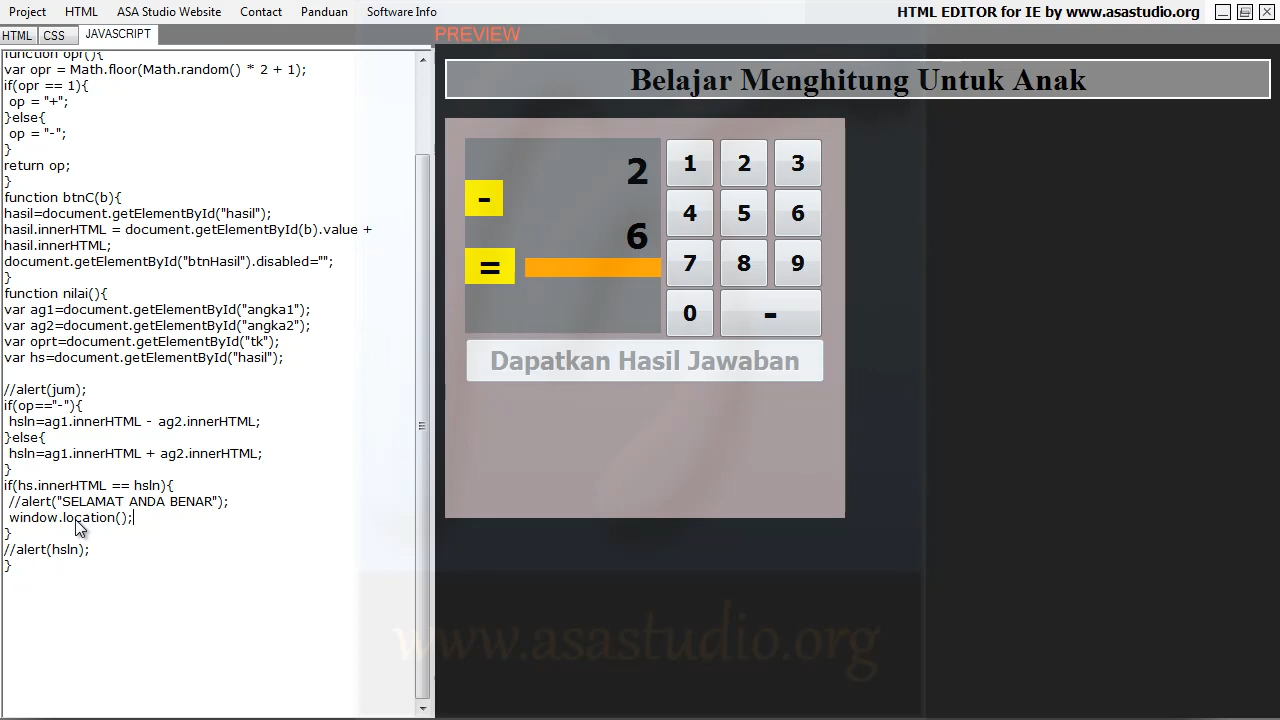 Project HTML ASA Studio Website Contact Panduan Software Info HTML EDITOR for IE by www.asastudio.org
HTML CSS JAVASCRIPT PREVIEW
function opr(){
var opr = Math.floor(Math.random() * 2 + 1);
if(opr == 1){
op = "+";
}else{
op = "-";
}
return op;
}
function btnC(b){
hasil=document.getElementById("hasil");
hasil.innerHTML = document.getElementById(b).value +
hasil.innerHTML;
document.getElementById("btnHasil").disabled="";
}
function nilai(){
var ag1=document.getElementById("angka1");
var ag2=document.getElementById("angka2");
var oprt=document.getElementById("tk");
var hs=document.getElementById("hasil");
//alert(jum);
if(op=="-"){
hsln=ag1.innerHTML - ag2.innerHTML;
}else{
hsln=ag1.innerHTML + ag2.innerHTML;
}
if(hs.innerHTML == hsln){
//alert("SELAMAT ANDA BENAR");
window.location();
}
//alert(hsln);
}
Belajar Menghitung Untuk Anak
2
-
6
=
1 2 3
4 5 6
7 8 9
0 -
Dapatkan Hasil Jawaban
www.asastudio.org